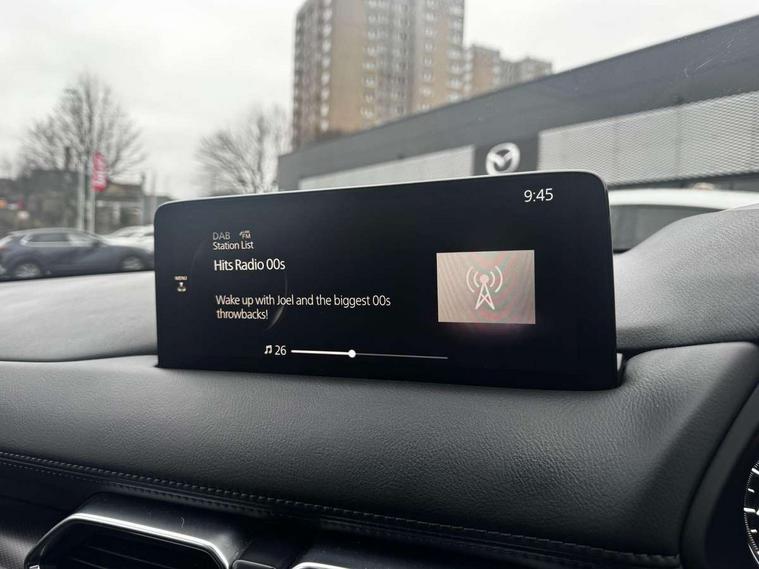 9:45
DAB FM
Station List
Hits Radio 00s
MENU
Wake up with Joel and the biggest 00s
throwbacks!
26